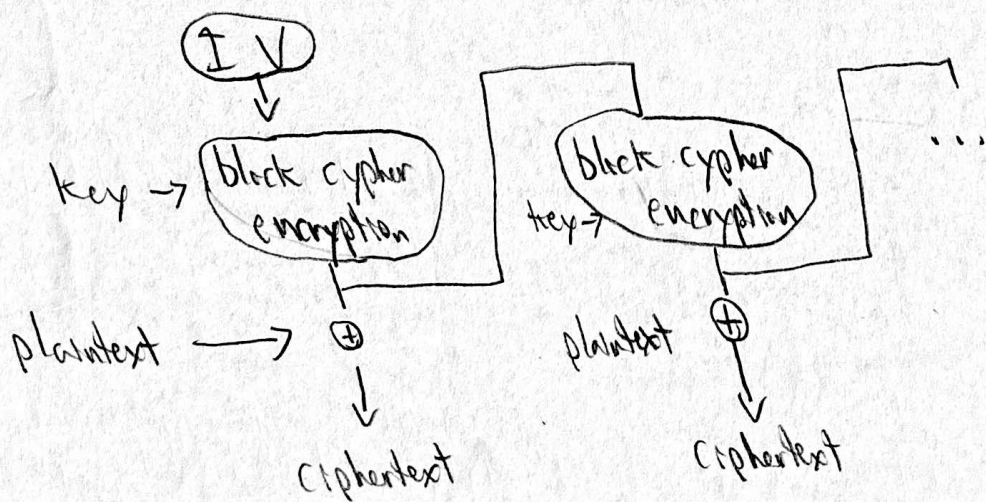 IV
key
block cypher
encryption
key
block cypher
encryption
...
plaintext
+
ciphertext
plaintext
+
ciphertext